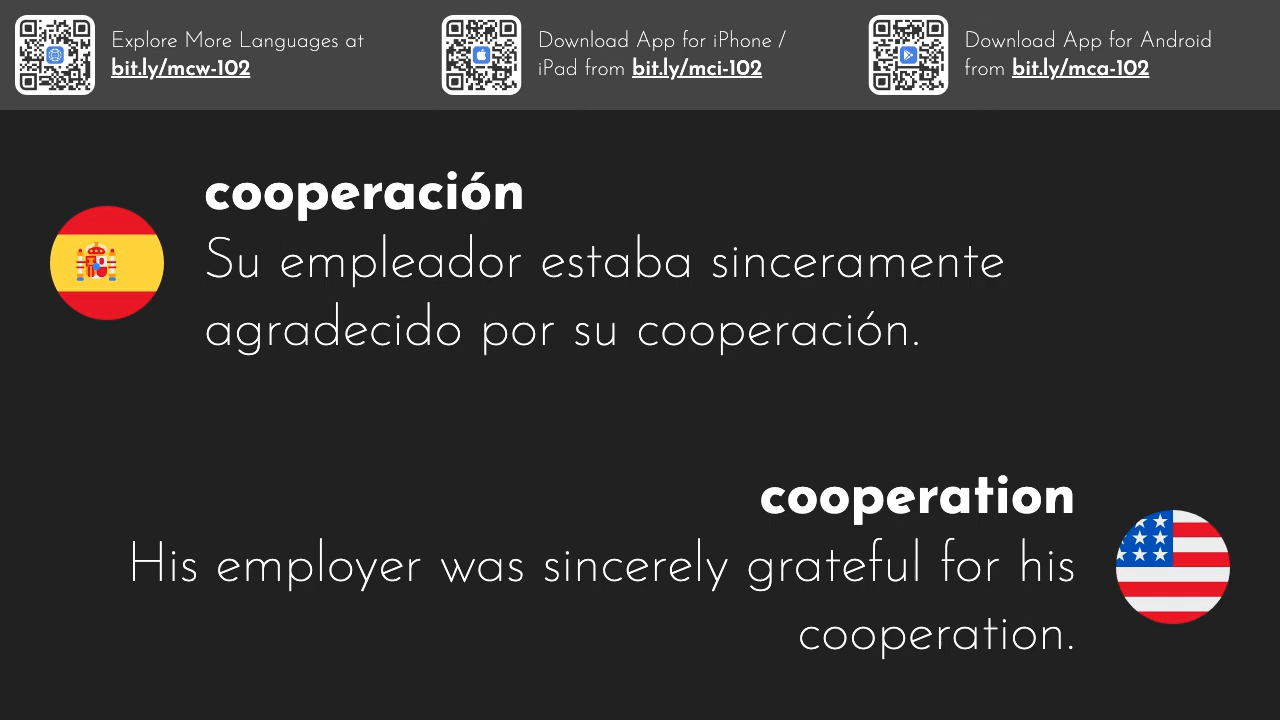 Explore More Languages at
bit.ly/mcw-102
Download App for iPhone /
iPad from bit.ly/mci-102
Download App for Android
from bit.ly/mca-102
cooperación
Su empleador estaba sinceramente
agradecido por su cooperación.
cooperation
His employer was sincerely grateful for his
cooperation.